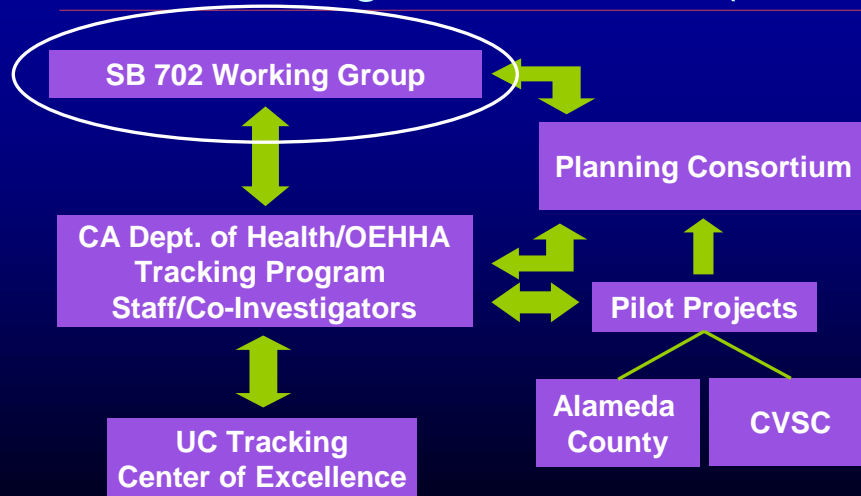 SB 702 Working Group
Planning Consortium
CA Dept. of Health/OEHHA
Tracking Program
Staff/Co-Investigators
Pilot Projects
Alameda
County
CVSC
UC Tracking
Center of Excellence